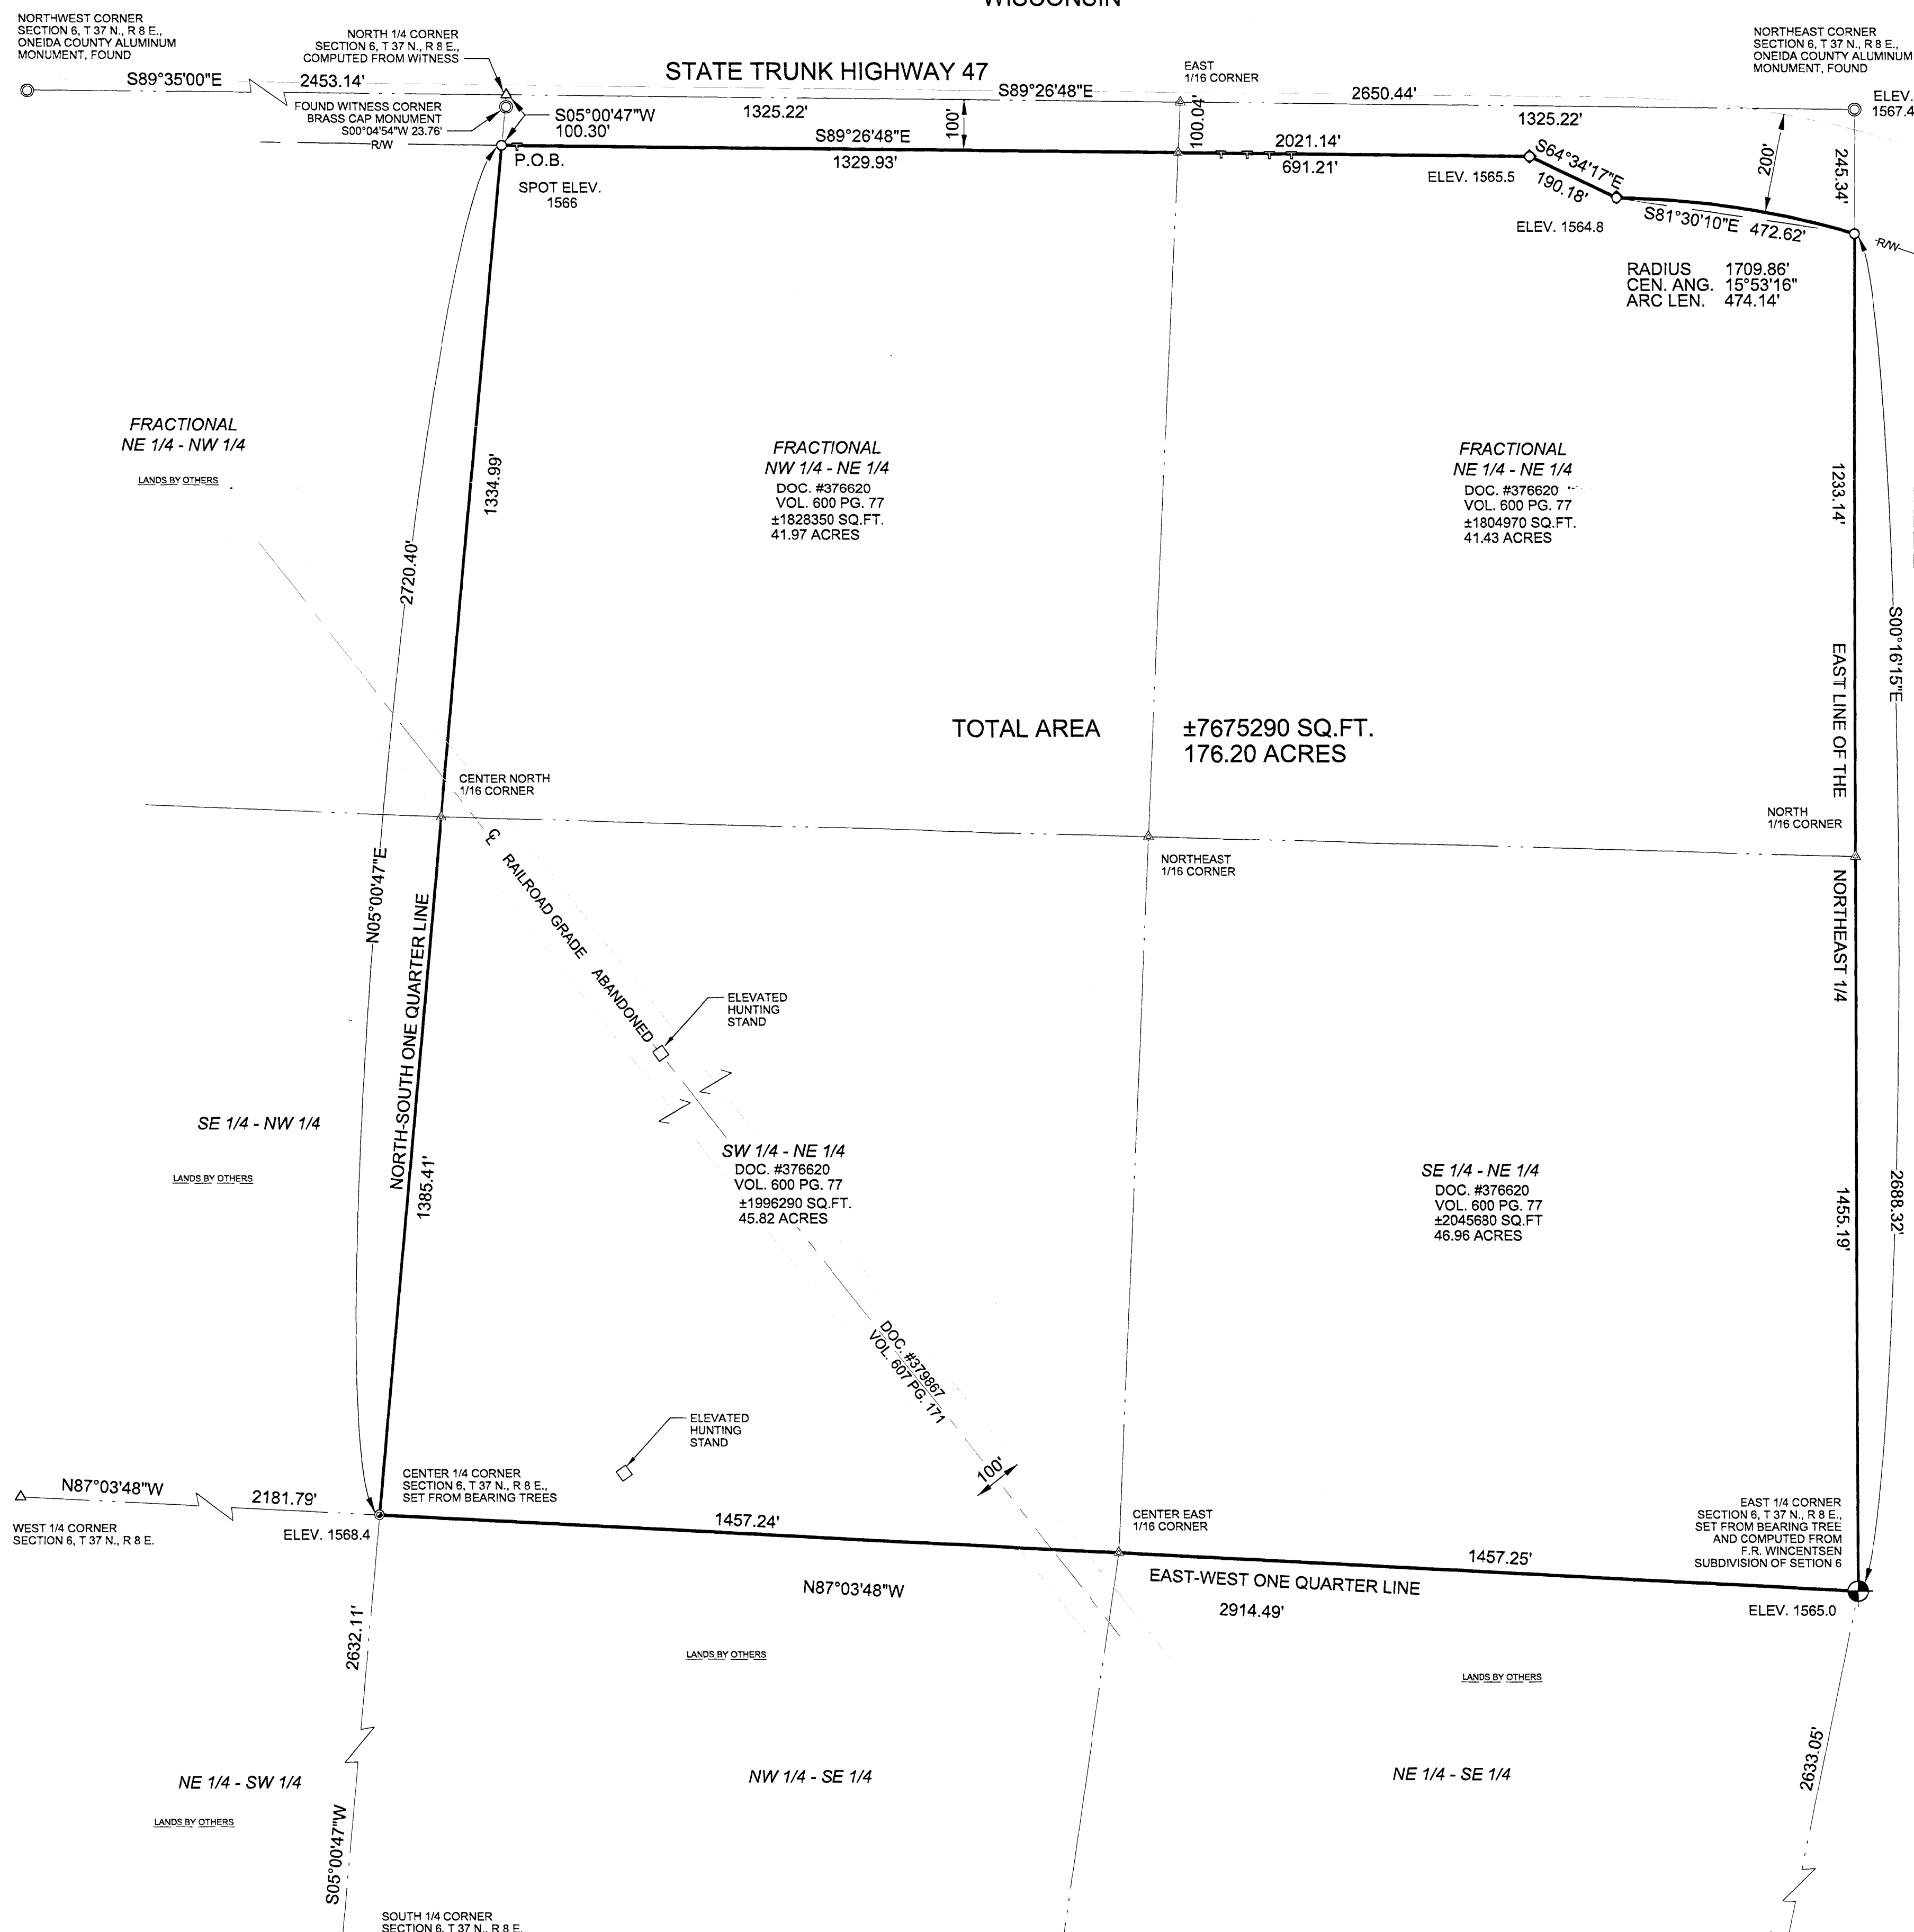 WISCONSIN
NORTHWEST CORNER
SECTION 6, T 37 N., R 8 E.,
ONEIDA COUNTY ALUMINUM
MONUMENT, FOUND
NORTH 1/4 CORNER
SECTION 6, T 37 N., R 8 E.,
COMPUTED FROM WITNESS
STATE TRUNK HIGHWAY 47
EAST
1/16 CORNER
NORTHEAST CORNER
SECTION 6, T 37 N., R 8 E.,
ONEIDA COUNTY ALUMINUM
MONUMENT, FOUND
S89°35'00"E
2453.14'
S89°26'48"E
2650.44'
ELEV.
1567.4
FOUND WITNESS CORNER
BRASS CAP MONUMENT
S00°04'54"W 23.76'
S05°00'47"W
100.30'
1325.22'
100'
100.04'
1325.22'
R/W
P.O.B.
S89°26'48"E
1329.93'
2021.14'
691.21'
S64°34'17"E
190.18'
200'
245.34'
SPOT ELEV.
1566
ELEV. 1565.5
ELEV. 1564.8
S81°30'10"E 472.62'
R/W
RADIUS 1709.86'
CEN. ANG. 15°53'16"
ARC LEN. 474.14'
FRACTIONAL
NE 1/4 - NW 1/4
LANDS BY OTHERS
1334.99'
2720.40'
FRACTIONAL
NW 1/4 - NE 1/4
DOC. #376620
VOL. 600 PG. 77
±1828350 SQ.FT.
41.97 ACRES
FRACTIONAL
NE 1/4 - NE 1/4
DOC. #376620
VOL. 600 PG. 77
±1804970 SQ.FT.
41.43 ACRES
1233.14'
S00°16'15"E
EAST LINE OF THE
TOTAL AREA ±7675290 SQ.FT.
176.20 ACRES
CENTER NORTH
1/16 CORNER
NORTH
1/16 CORNER
NORTHEAST
1/16 CORNER
N05°00'47"E
NORTH-SOUTH ONE QUARTER LINE
℄ RAILROAD GRADE ABANDONED
NORTHEAST 1/4
ELEVATED
HUNTING
STAND
SE 1/4 - NW 1/4
LANDS BY OTHERS
1385.41'
SW 1/4 - NE 1/4
DOC. #376620
VOL. 600 PG. 77
±1996290 SQ.FT.
45.82 ACRES
SE 1/4 - NE 1/4
DOC. #376620
VOL. 600 PG. 77
±2045680 SQ.FT
46.96 ACRES
1455.19'
2688.32'
DOC. #379867
VOL. 607 PG. 171
ELEVATED
HUNTING
STAND
100'
N87°03'48"W
2181.79'
WEST 1/4 CORNER
SECTION 6, T 37 N., R 8 E.
CENTER 1/4 CORNER
SECTION 6, T 37 N., R 8 E.,
SET FROM BEARING TREES
ELEV. 1568.4
1457.24'
CENTER EAST
1/16 CORNER
1457.25'
EAST 1/4 CORNER
SECTION 6, T 37 N., R 8 E.,
SET FROM BEARING TREE
AND COMPUTED FROM
F.R. WINCENTSEN
SUBDIVISION OF SETION 6
N87°03'48"W
EAST-WEST ONE QUARTER LINE
2914.49'
ELEV. 1565.0
2632.11'
LANDS BY OTHERS
LANDS BY OTHERS
2633.05'
NE 1/4 - SW 1/4
LANDS BY OTHERS
NW 1/4 - SE 1/4
NE 1/4 - SE 1/4
S05°00'47"W
SOUTH 1/4 CORNER
SECTION 6, T 37 N., R 8 E.